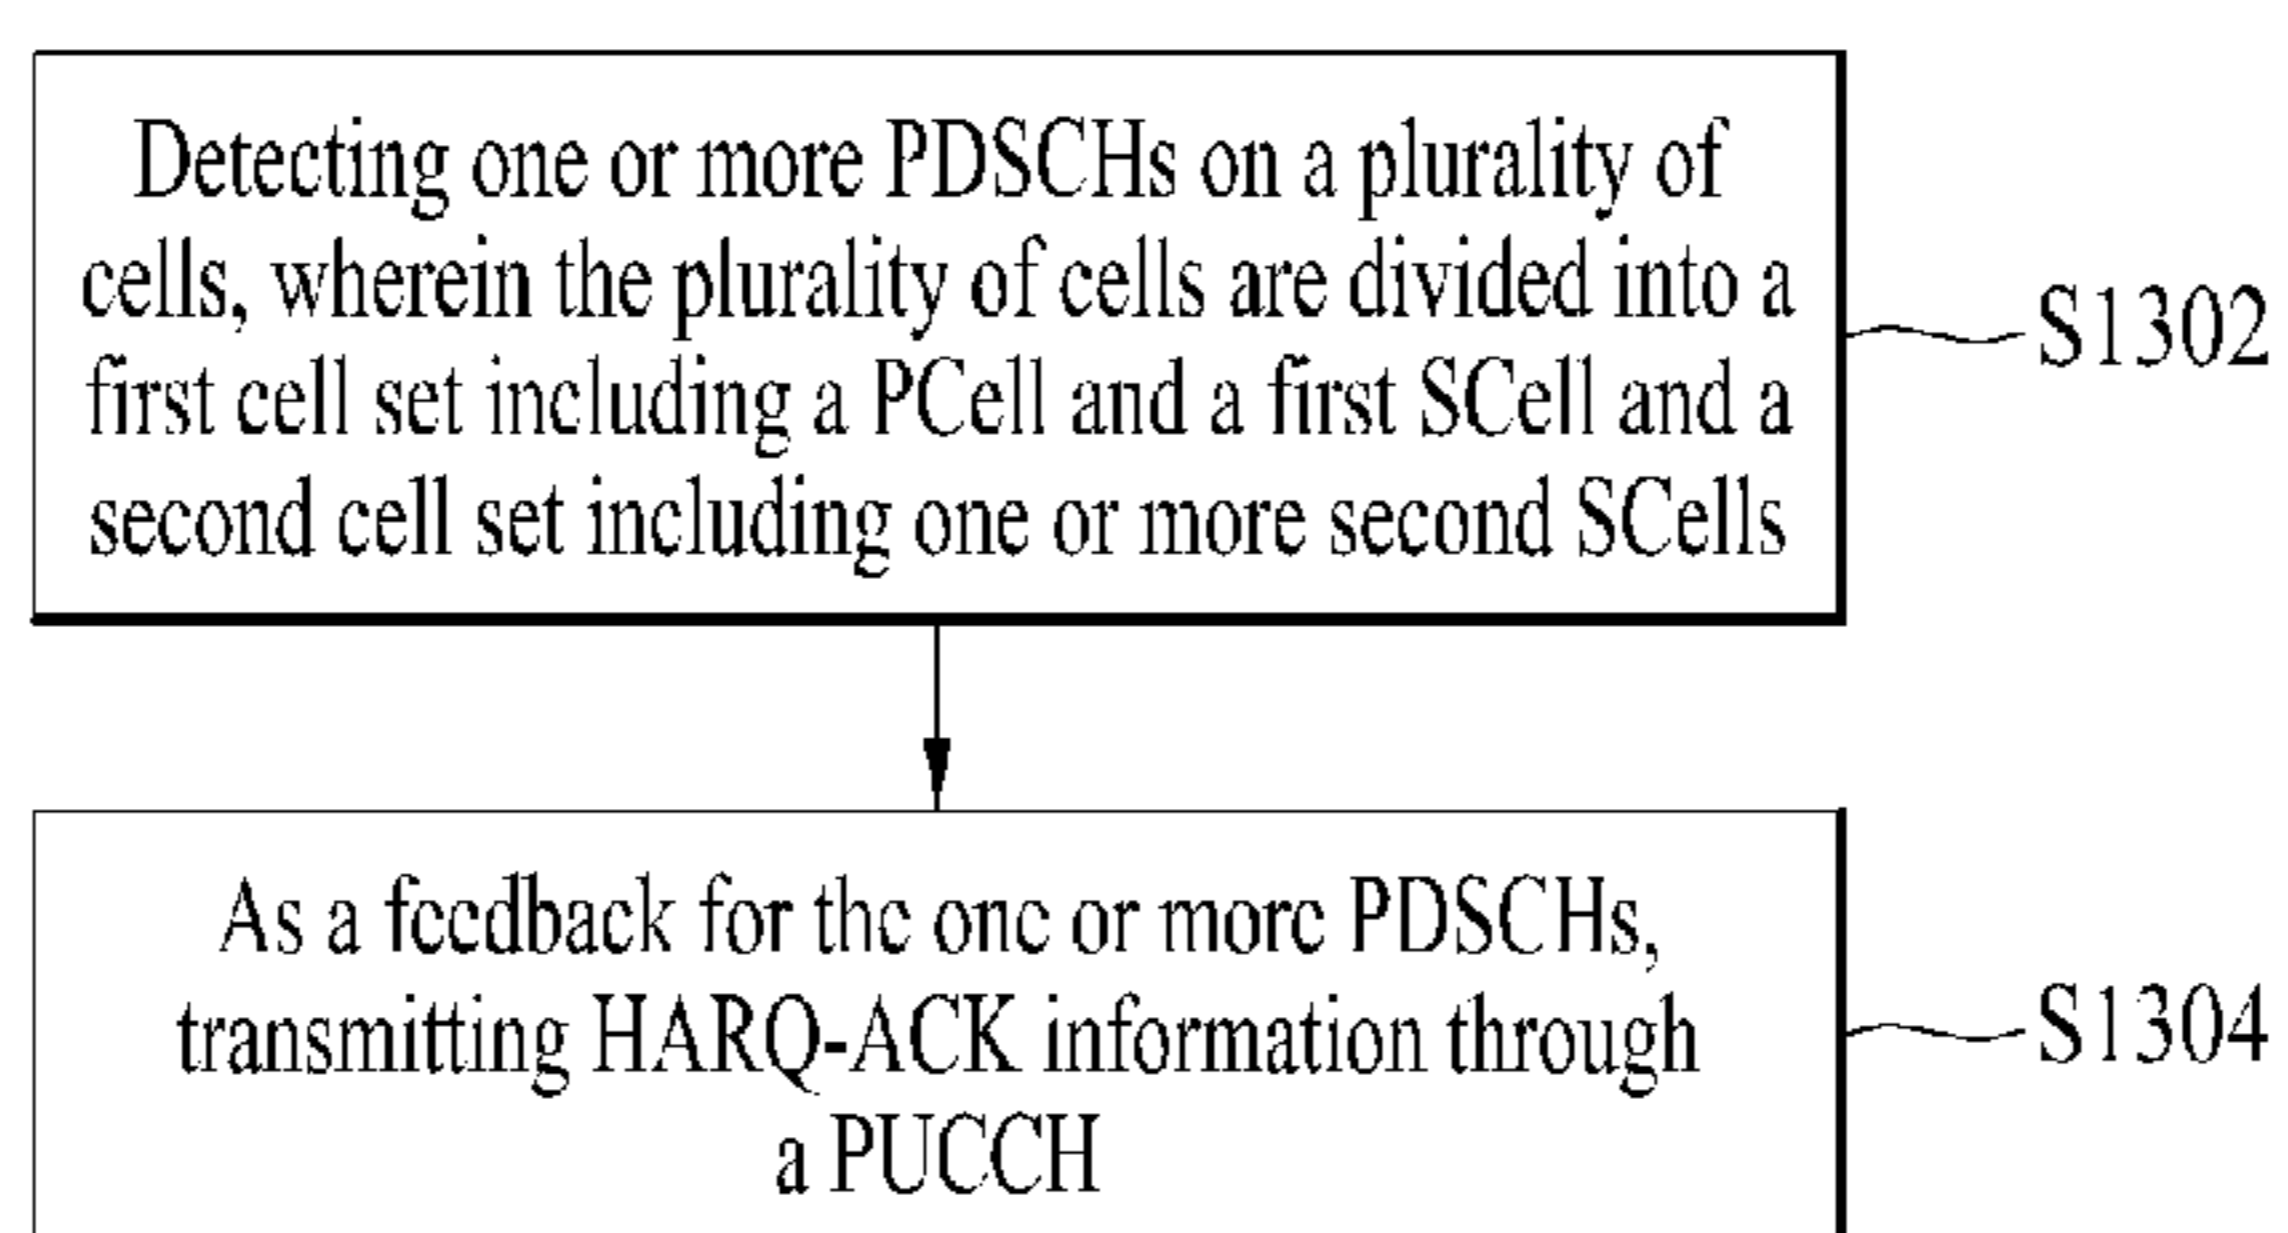 Detecting one or more PDSCHs on a plurality of
cells, wherein the plurality of cells are divided into a
first cell set including a PCell and a first SCell and a
second cell set including one or more second SCells
S1302
As a feedback for the one or more PDSCHs,
transmitting HARQ-ACK information through
a PUCCH
S1304